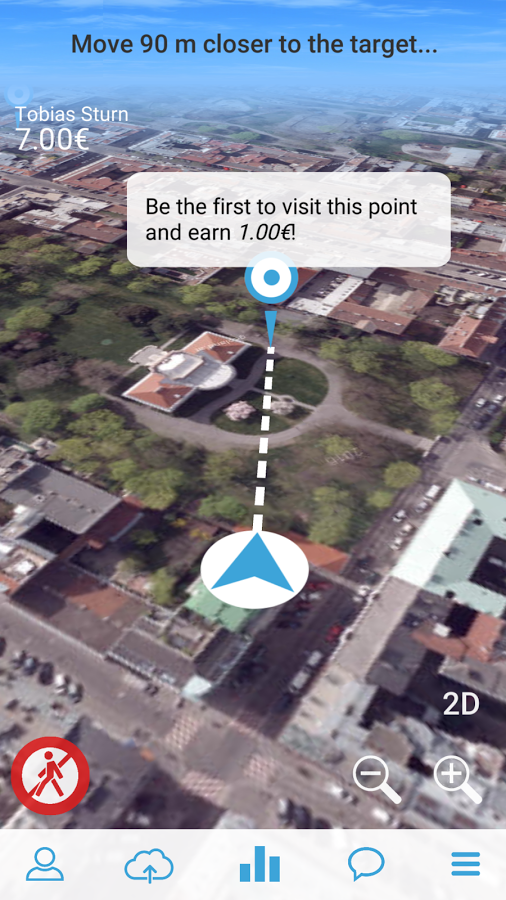 Move 90 m closer to the target...
Tobias Sturn
7.00€
Be the first to visit this point
and earn 1.00€!
2D